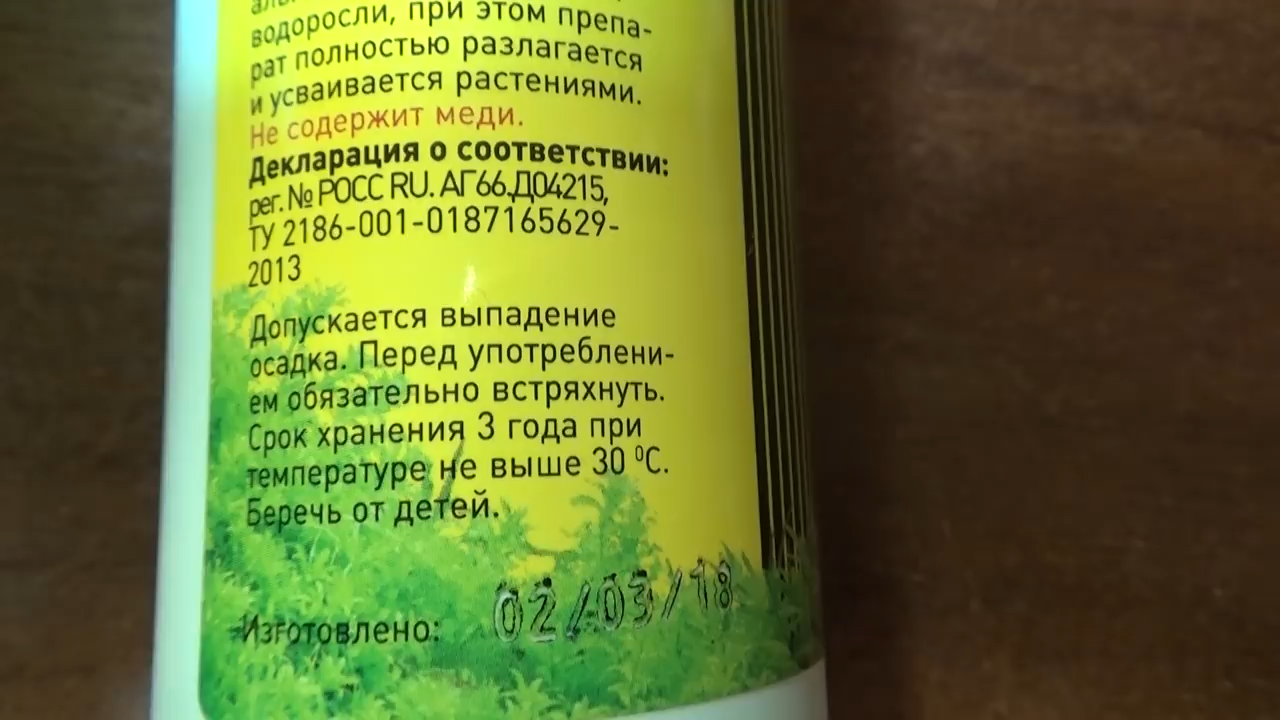 водоросли, при этом препа-
рат полностью разлагается
и усваивается растениями.
Не содержит меди.
Декларация о соответствии:
рег. № РОСС RU. АГ66.Д04215,
ТУ 2186-001-0187165629-
2013
Допускается выпадение
осадка. Перед употреблени-
ем обязательно встряхнуть.
Срок хранения 3 года при
температуре не выше 30 ⁰С.
Беречь от детей.
Изготовлено: 02/03/18